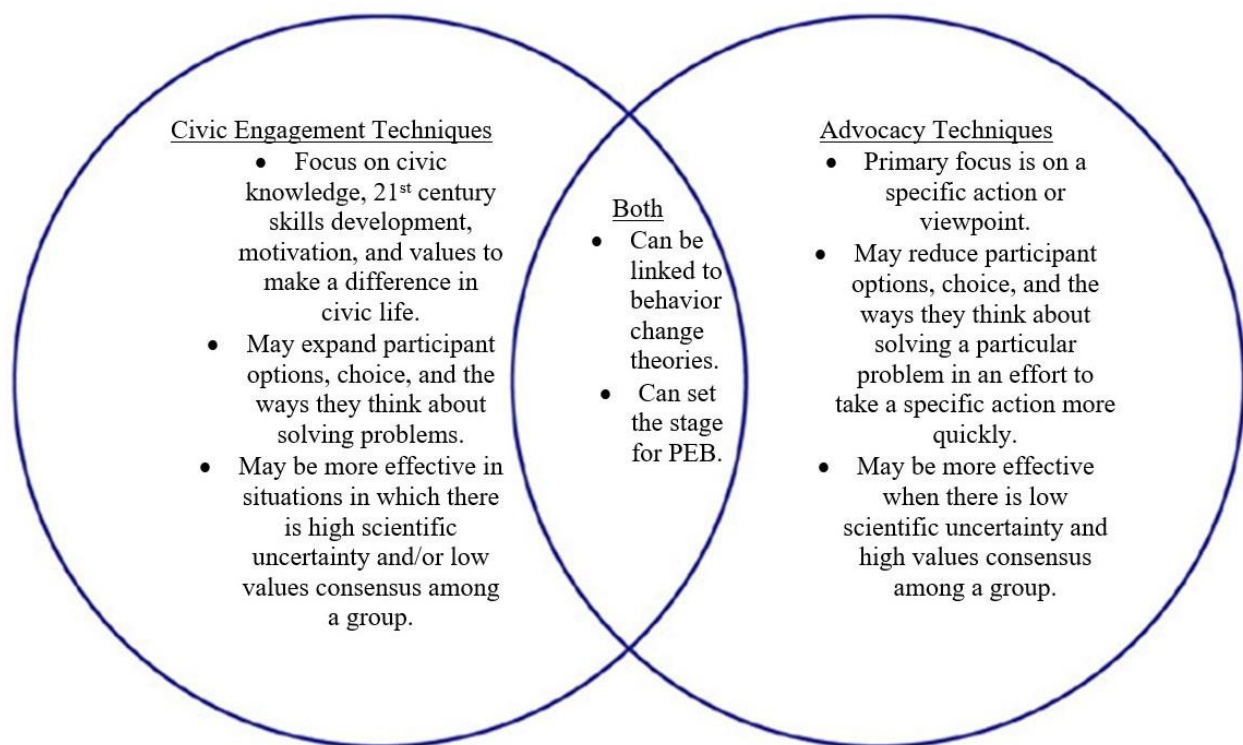 Civic Engagement Techniques
• Focus on civic
knowledge, 21st century
skills development,
motivation, and values to
make a difference in
civic life.
• May expand participant
options, choice, and the
ways they think about
solving problems.
• May be more effective in
situations in which there
is high scientific
uncertainty and/or low
values consensus among
a group.
Both
• Can be
linked to
behavior
change
theories.
• Can set
the stage
for PEB.
Advocacy Techniques
• Primary focus is on a
specific action or
viewpoint.
• May reduce participant
options, choice, and the
ways they think about
solving a particular
problem in an effort to
take a specific action more
quickly.
• May be more effective
when there is low
scientific uncertainty and
high values consensus
among a group.